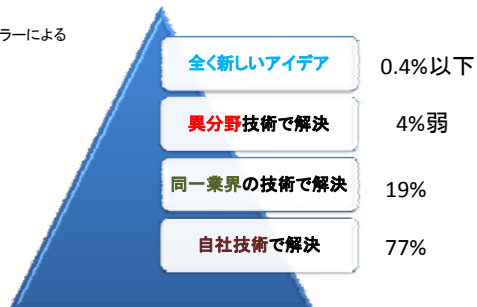 ラーによる
全く新しいアイデア 0.4%以下
異分野技術で解決 4%弱
同一業界の技術で解決 19%
自社技術で解決 77%